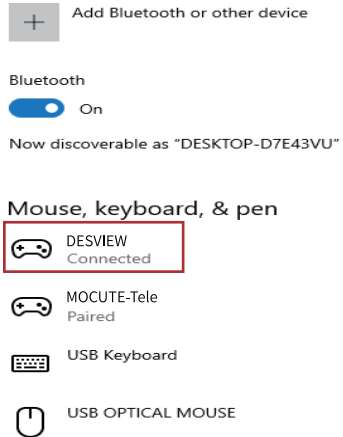 Add Bluetooth or other device
Bluetooth
On
Now discoverable as “DESKTOP-D7E43VU”
Mouse, keyboard, & pen
DESVIEW
Connected
MOCUTE-Tele
Paired
USB Keyboard
USB OPTICAL MOUSE